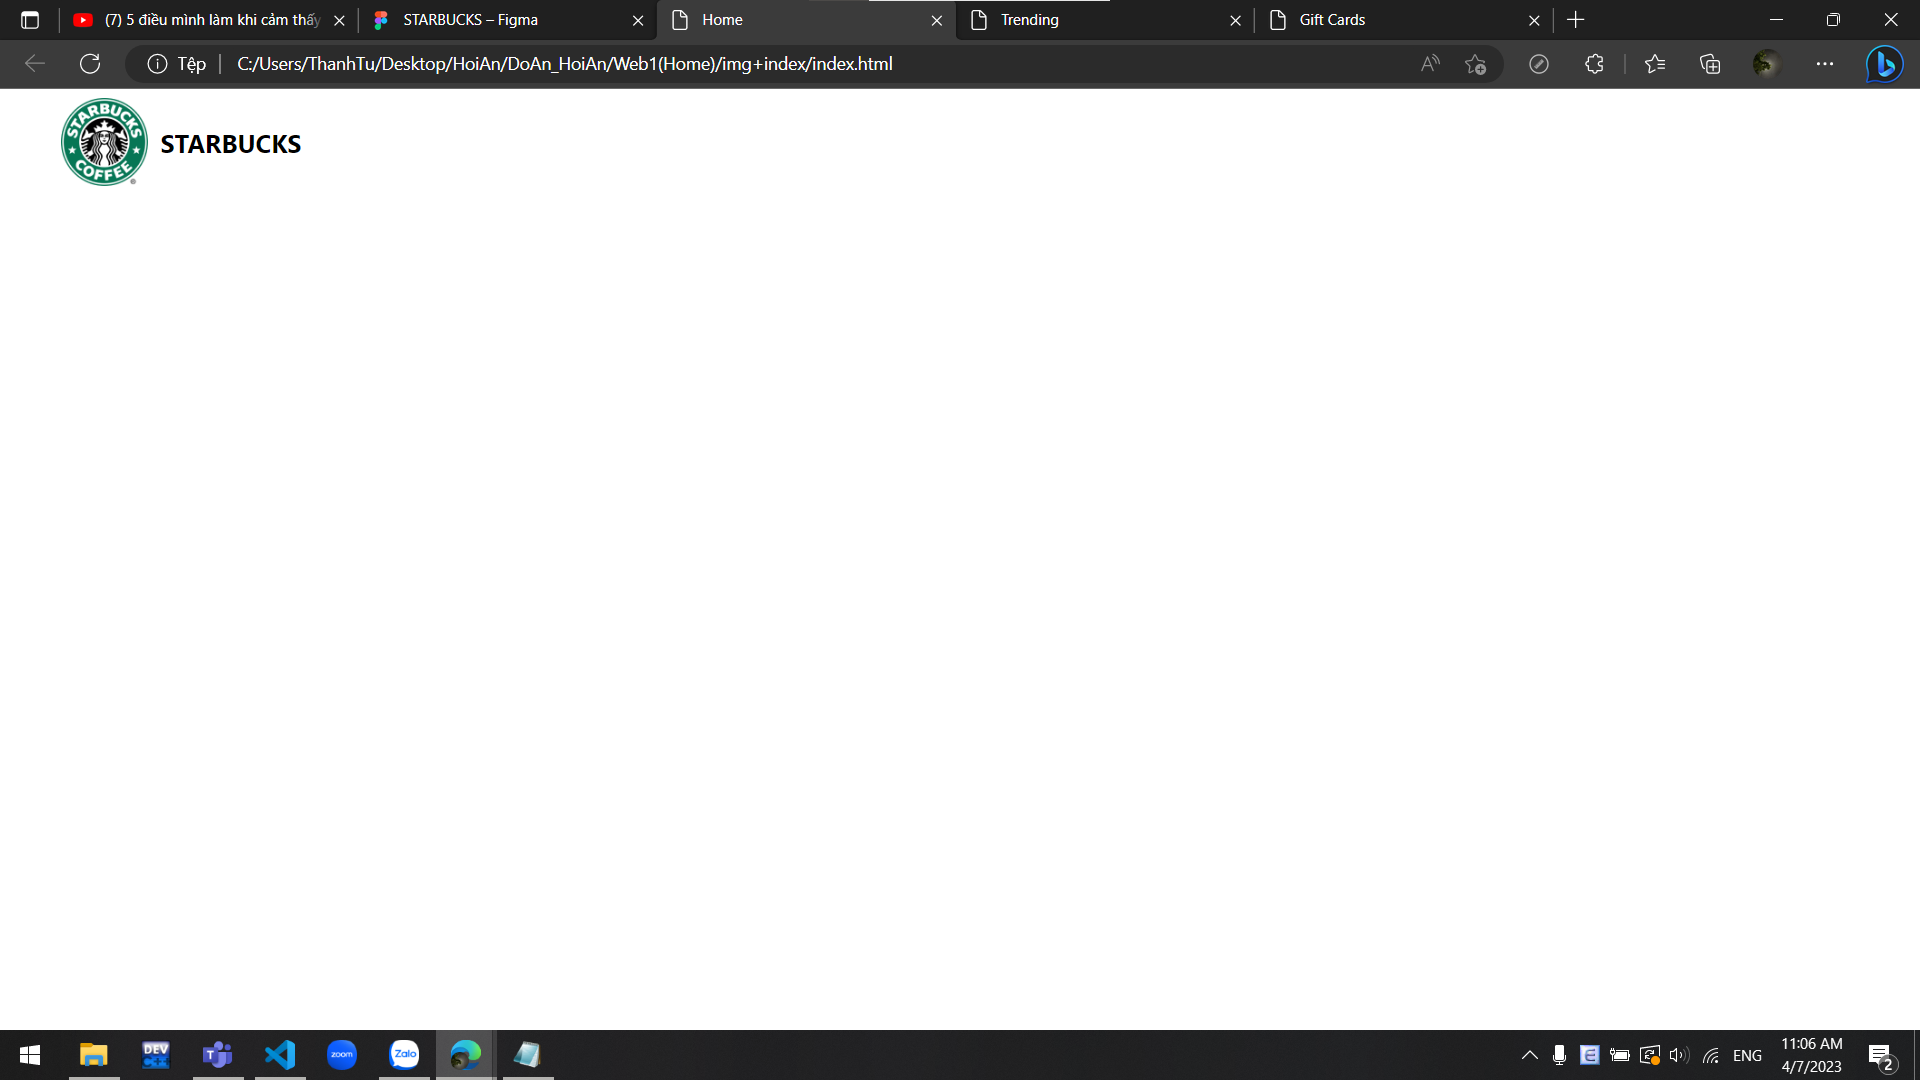 (7) 5 điều mình làm khi cảm thấy
STARBUCKS – Figma
Home
Trending
Gift Cards
Tệp
C:/Users/ThanhTu/Desktop/HoiAn/DoAn_HoiAn/Web1(Home)/img+index/index.html
STARBUCKS
COFFEE
STARBUCKS
DEV
C++
T
zoom
Zalo
E
ENG
11:06 AM
4/7/2023
2